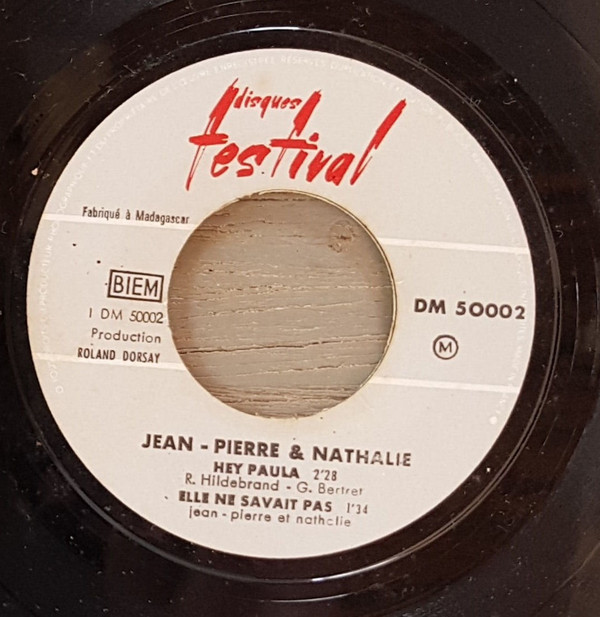 disques
festival
Fabriqué à Madagascar
BIEM
1 DM 50002
Production
ROLAND DORSAY
DM 50002
M
JEAN - PIERRE & NATHALIE
HEY PAULA 2'28
R. Hildebrand - G. Bertret
ELLE NE SAVAIT PAS 1'34
jean - pierre et nathalie